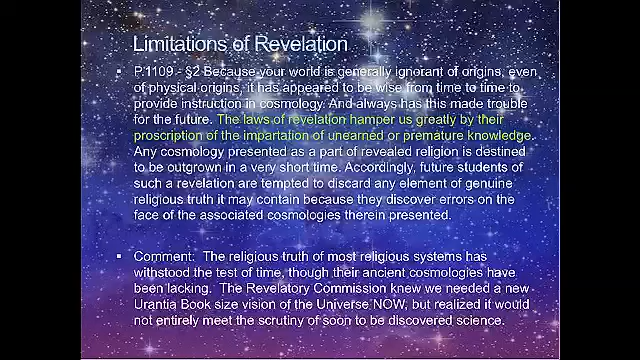 Limitations of Revelation
▪ P.1109 - §2 Because your world is generally ignorant of origins, even
of physical origins, it has appeared to be wise from time to time to
provide instruction in cosmology. And always has this made trouble
for the future. The laws of revelation hamper us greatly by their
proscription of the impartation of unearned or premature knowledge.
Any cosmology presented as a part of revealed religion is destined
to be outgrown in a very short time. Accordingly, future students of
such a revelation are tempted to discard any element of genuine
religious truth it may contain because they discover errors on the
face of the associated cosmologies therein presented.
▪ Comment: The religious truth of most religious systems has
withstood the test of time, though their ancient cosmologies have
been lacking. The Revelatory Commission knew we needed a new
Urantia Book size vision of the Universe NOW, but realized it would
not entirely meet the scrutiny of soon to be discovered science.